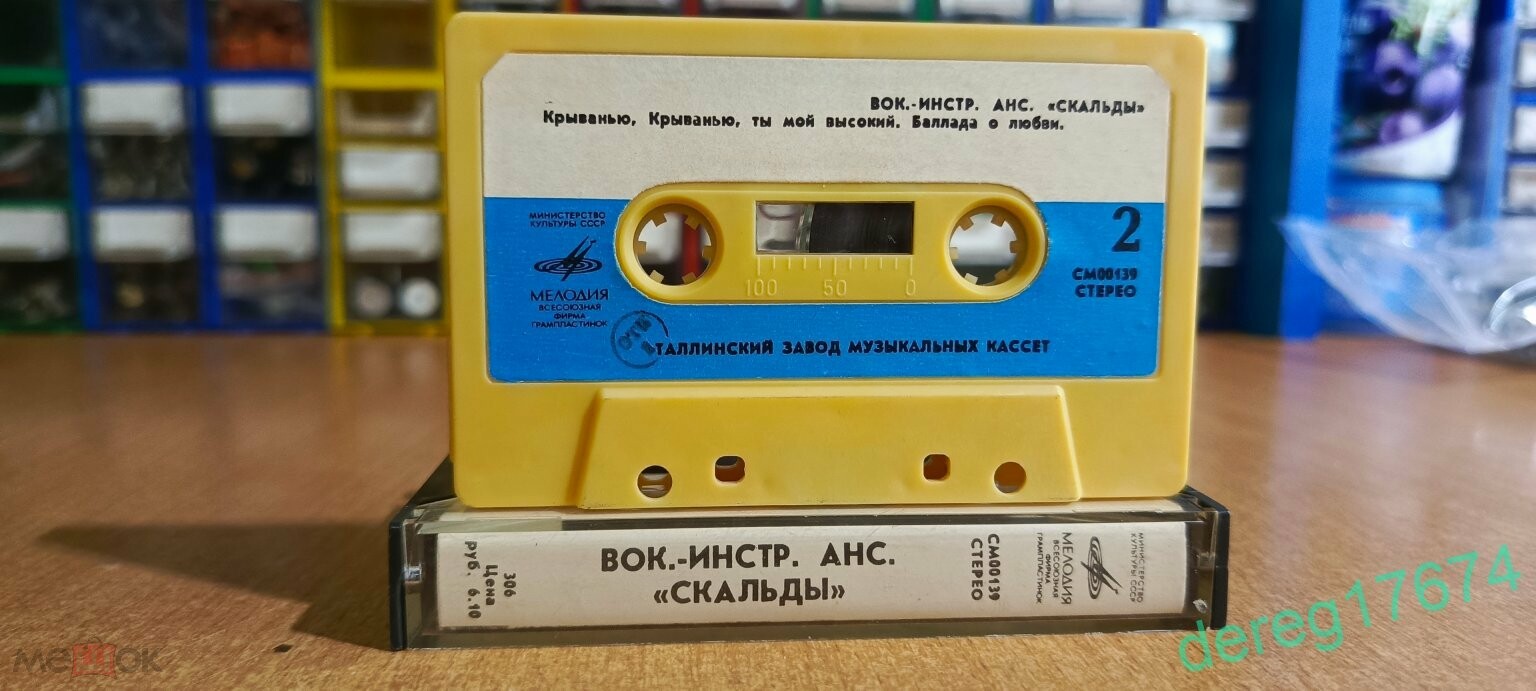 ВОК.-ИНСТР. АНС. «СКАЛЬДЫ»
Крыванью, Крыванью, ты мой высокий. Баллада о любви.
МИНИСТЕРСТВО
КУЛЬТУРЫ СССР
МЕЛОДИЯ
ВСЕСОЮЗНАЯ
ФИРМА
ГРАМПЛАСТИНОК
2
СМ00139
СТЕРЕО
100 50 0
ТАЛЛИНСКИЙ ЗАВОД МУЗЫКАЛЬНЫХ КАССЕТ
306
Цена
руб. 6.10
ВОК.-ИНСТР. АНС.
«СКАЛЬДЫ»
СМ00139
СТЕРЕО
МИНИСТЕРСТВО
КУЛЬТУРЫ СССР
МЕЛОДИЯ
ВСЕСОЮЗНАЯ
ФИРМА
ГРАМПЛАСТИНОК
dereg17674
мешок